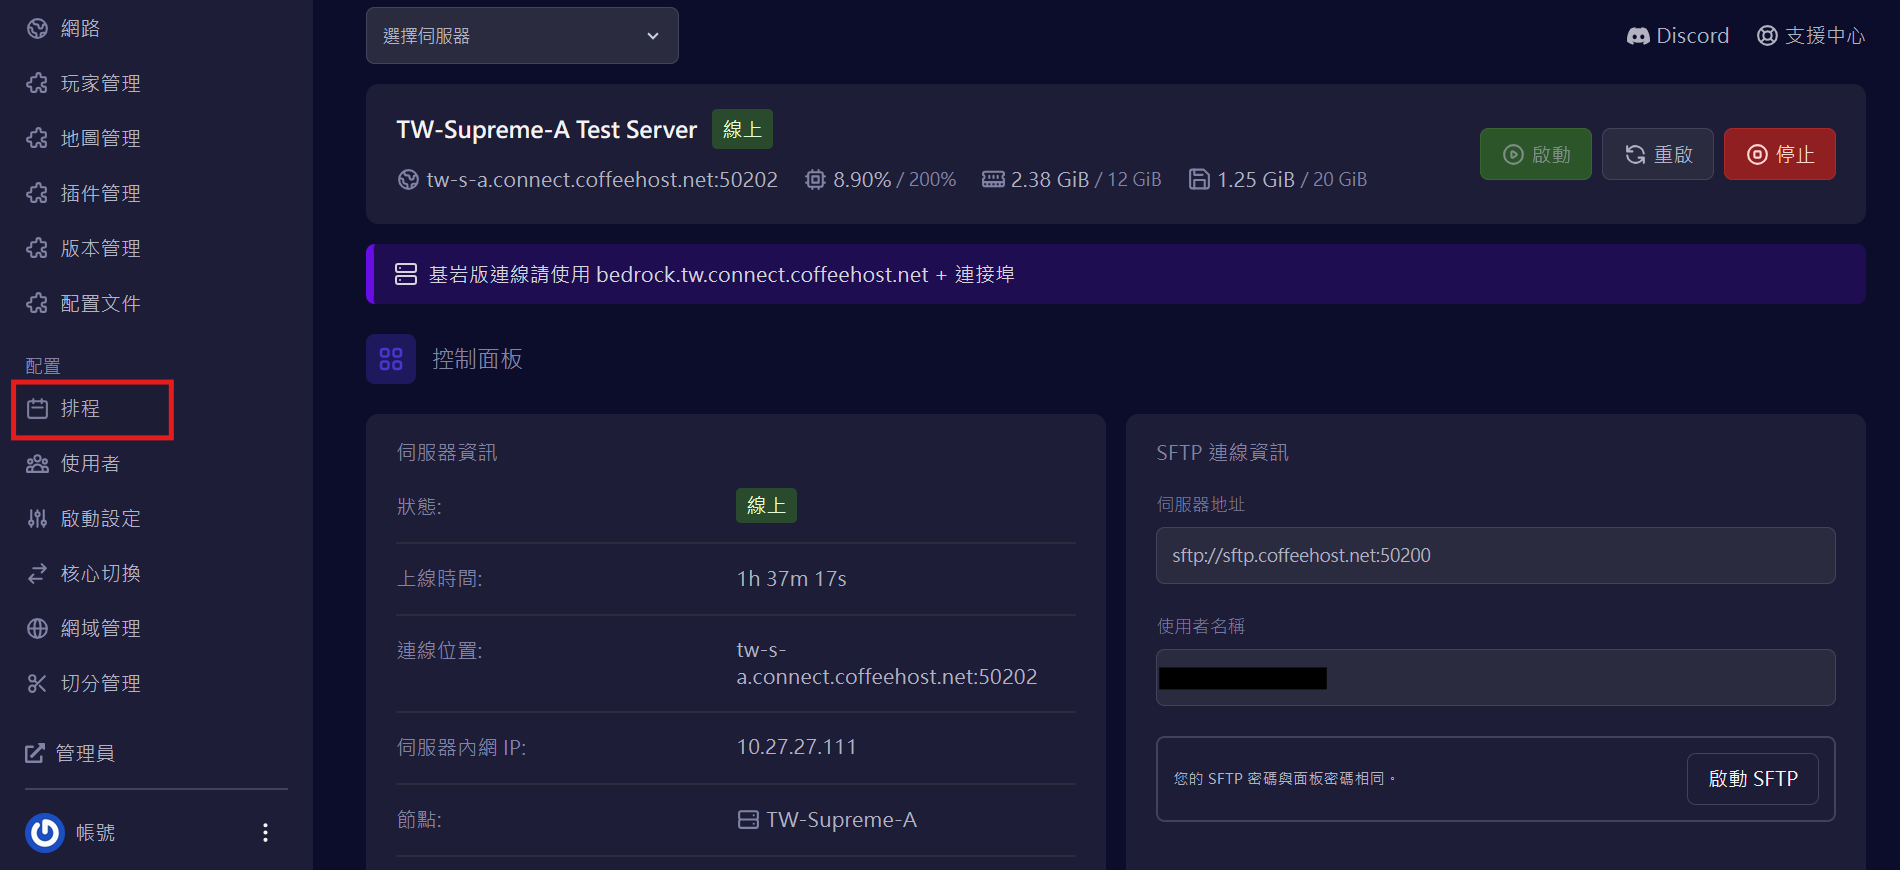 網路
玩家管理
地圖管理
插件管理
版本管理
配置文件
配置
排程
使用者
啟動設定
核心切換
網域管理
切分管理
管理員
帳號
選擇伺服器
Discord
支援中心
TW-Supreme-A Test Server
線上
tw-s-a.connect.coffeehost.net:50202
8.90% / 200%
2.38 GiB / 12 GiB
1.25 GiB / 20 GiB
啟動
重啟
停止
基岩版連線請使用 bedrock.tw.connect.coffeehost.net + 連接埠
控制面板
伺服器資訊
狀態:
線上
上線時間:
1h 37m 17s
連線位置:
tw-s-
a.connect.coffeehost.net:50202
伺服器內網 IP:
10.27.27.111
節點:
TW-Supreme-A
SFTP 連線資訊
伺服器地址
sftp://sftp.coffeehost.net:50200
使用者名稱
您的 SFTP 密碼與面板密碼相同。
啟動 SFTP